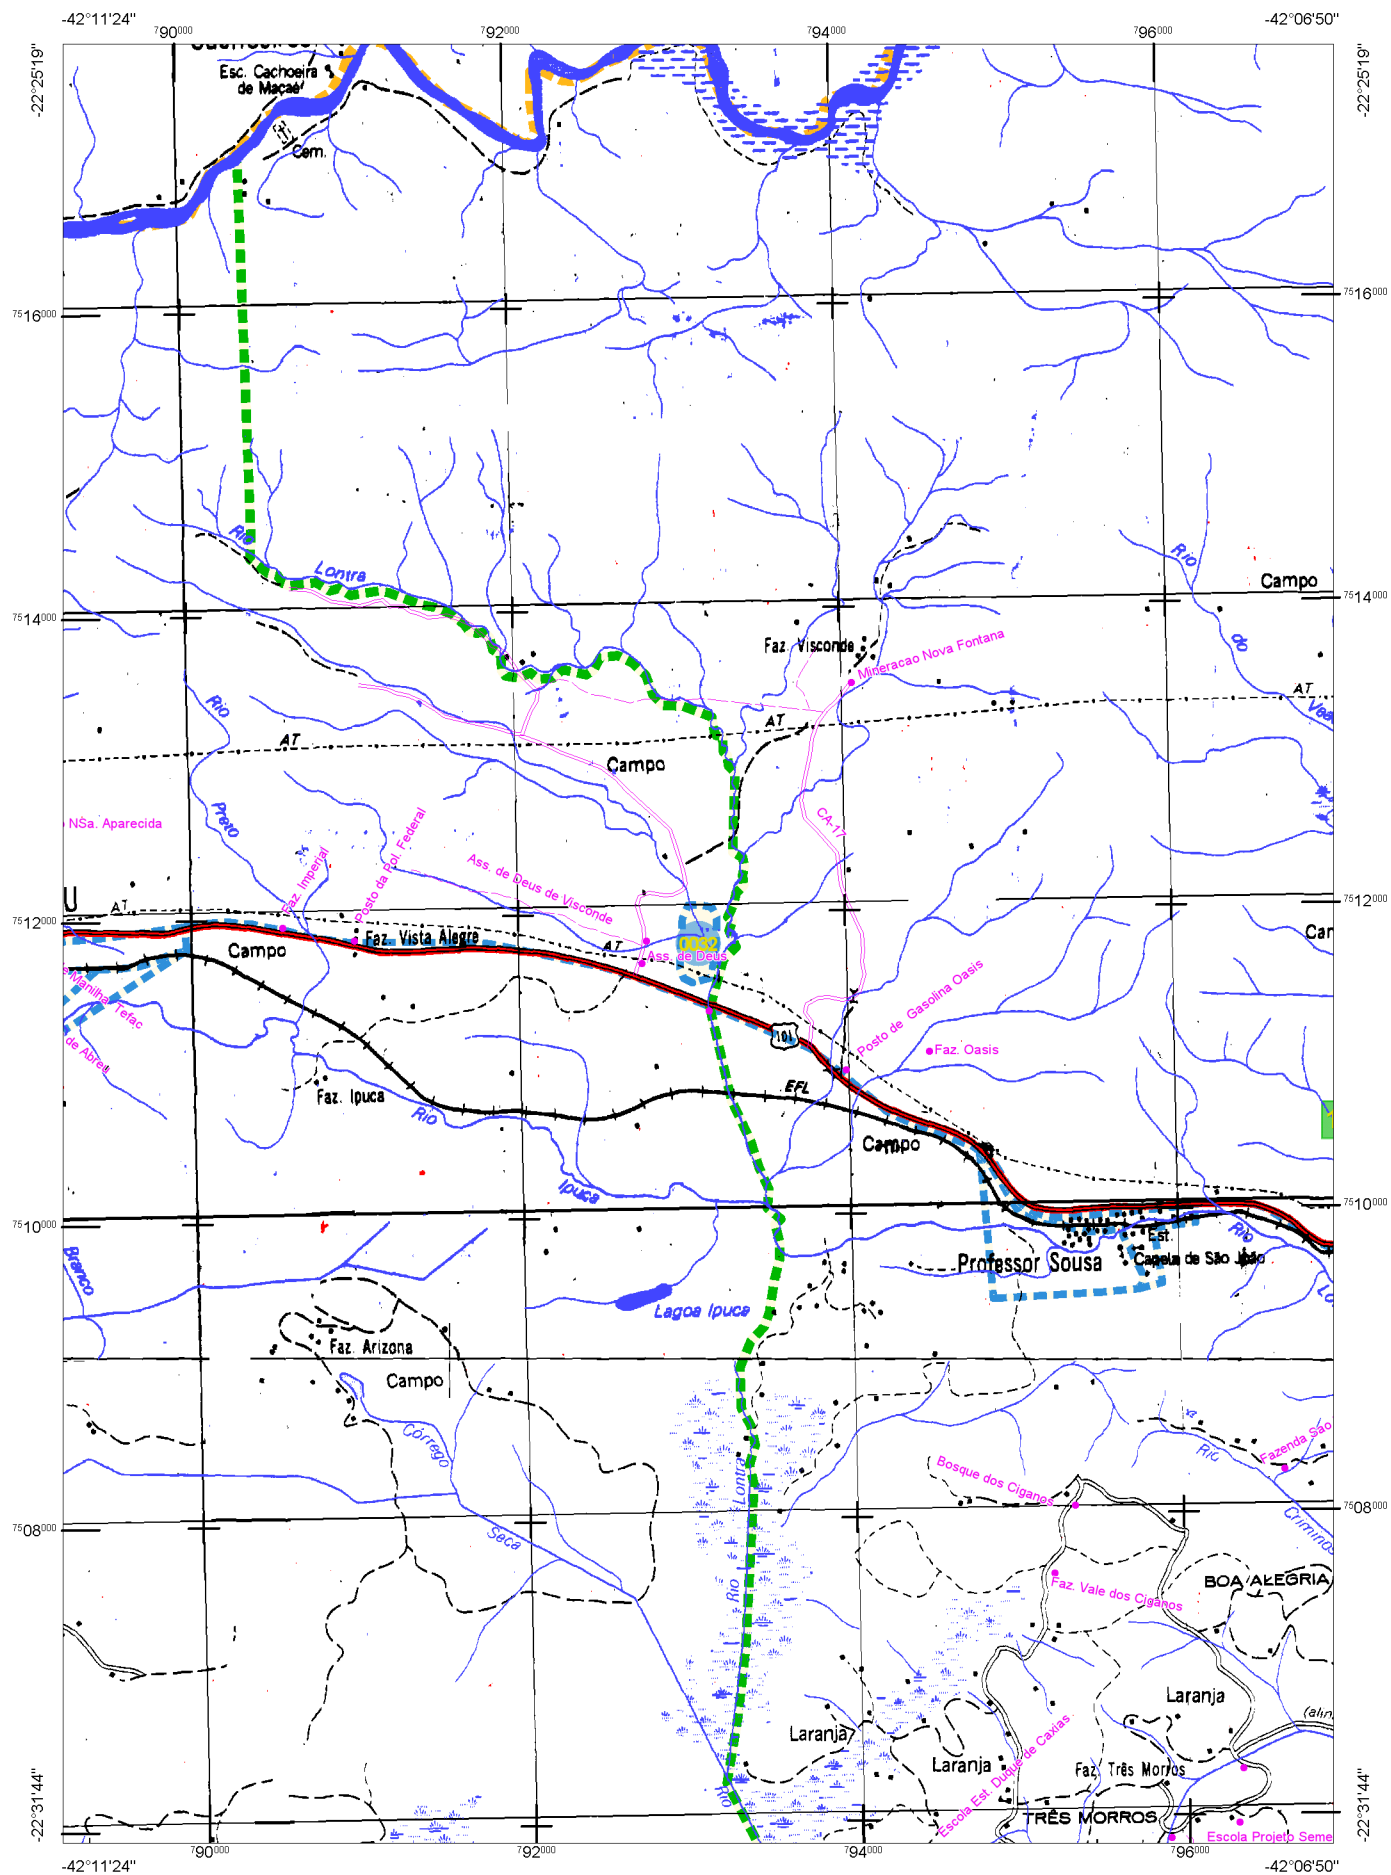 -42°11'24"
-42°06'50"
790000
792000
794000
796000
-22°25'19"
-22°25'19"
Esc. Cachoeira
de Macaé
Cem.
7516000
7516000
Rio
Lontra
Rio
do
Campo
7514000
7514000
Faz. Visconde
Mineracao Nova Fontana
AT
AT
AT
Rio
Preto
Campo
CA-17
NSa. Aparecida
Faz. Imperial
Posto da Pol. Federal
Ass. de Deus de Visconde
U
AT
7512000
7512000
Campo
Faz. Vista Alegre
AT
0032
Ass. de Deus
Manilha Tefac
de Abreu
101
Posto de Gasolina Oasis
Faz. Oasis
Faz. Ipuca
Rio
EFL
Campo
Ipuca
7510000
7510000
Rio
Est.
Professor Sousa
Capela de São João
Branco
Lagoa Ipuca
Faz. Arizona
Campo
Córrego
Rio
Fazenda São
Bosque dos Ciganos
Lontra
7508000
7508000
Seca
Rio
BOA ALEGRIA
Faz. Vale dos Ciganos
Laranja
Laranja
Laranja
Escola Est. Duque de Caxias
Faz. Três Morros
TRÊS MORROS
Rio
Escola Projeto Seme
-22°31'44"
-22°31'44"
790000
792000
794000
796000
-42°11'24"
-42°06'50"